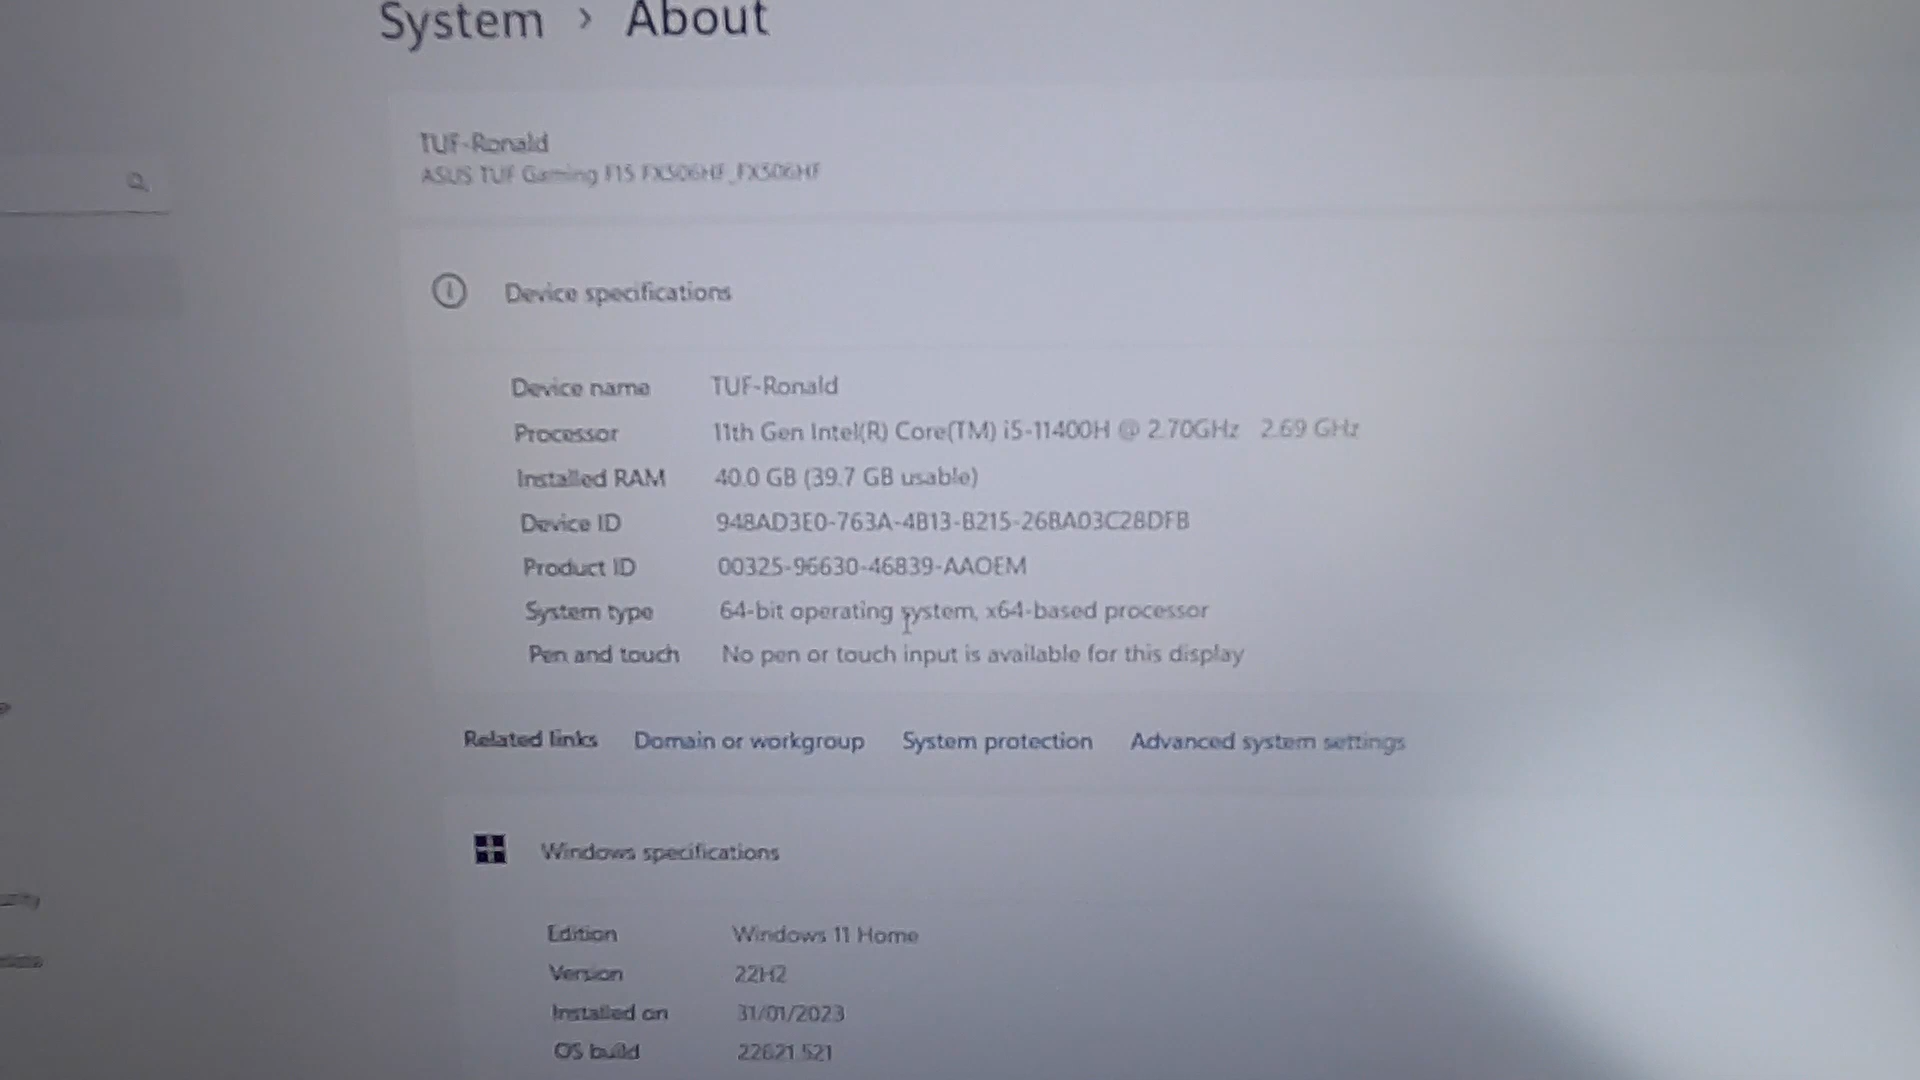 System › About
TUF-Ronald
ASUS TUF Gaming F15 FX506HF_FX506HF
Device specifications
Device name TUF-Ronald
Processor 11th Gen Intel(R) Core(TM) i5-11400H @ 2.70GHz 2.69 GHz
Installed RAM 40.0 GB (39.7 GB usable)
Device ID 948AD3E0-763A-4B13-B215-26BA03C28DFB
Product ID 00325-96630-46839-AAOEM
System type 64-bit operating system, x64-based processor
Pen and touch No pen or touch input is available for this display
Related links Domain or workgroup System protection Advanced system settings
Windows specifications
Edition Windows 11 Home
Version 22H2
Installed on 31/01/2023
OS build 22621.521